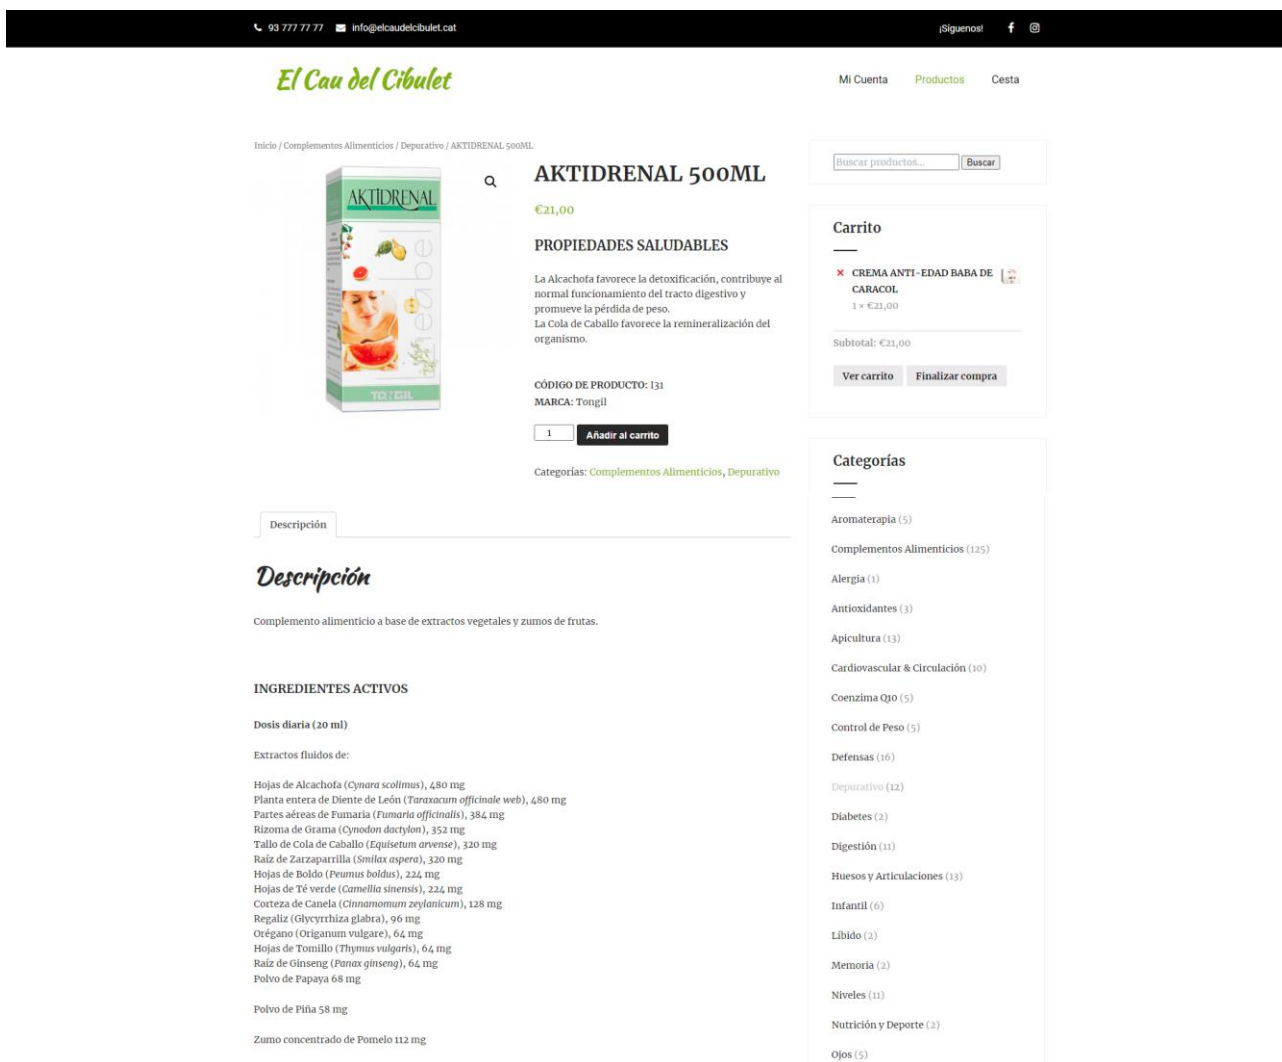 93 777 77 77 info@elcaudelcibulet.cat
¡Síguenos!
El Cau del Cibulet
Mi Cuenta Productos Cesta
Inicio / Complementos Alimenticios / Depurativo / AKTIDRENAL 500ML
AKTIDRENAL
TONGIL
AKTIDRENAL 500ML
€21,00
PROPIEDADES SALUDABLES
La Alcachofa favorece la detoxificación, contribuye al
normal funcionamiento del tracto digestivo y
promueve la pérdida de peso.
La Cola de Caballo favorece la remineralización del
organismo.
CÓDIGO DE PRODUCTO: I31
MARCA: Tongil
1 Añadir al carrito
Categorías: Complementos Alimenticios, Depurativo
Descripción
Descripción
Complemento alimenticio a base de extractos vegetales y zumos de frutas.
INGREDIENTES ACTIVOS
Dosis diaria (20 ml)
Extractos fluidos de:
Hojas de Alcachofa (Cynara scolimus), 480 mg
Planta entera de Diente de León (Taraxacum officinale web), 480 mg
Partes aéreas de Fumaria (Fumaria officinalis), 384 mg
Rizoma de Grama (Cynodon dactylon), 352 mg
Tallo de Cola de Caballo (Equisetum arvense), 320 mg
Raíz de Zarzaparrilla (Smilax aspera), 320 mg
Hojas de Boldo (Peumus boldus), 224 mg
Hojas de Té verde (Camellia sinensis), 224 mg
Corteza de Canela (Cinnamomum zeylanicum), 128 mg
Regaliz (Glycyrrhiza glabra), 96 mg
Orégano (Origanum vulgare), 64 mg
Hojas de Tomillo (Thymus vulgaris), 64 mg
Raíz de Ginseng (Panax ginseng), 64 mg
Polvo de Papaya 68 mg
Polvo de Piña 58 mg
Zumo concentrado de Pomelo 112 mg
Buscar productos... Buscar
Carrito
× CREMA ANTI-EDAD BABA DE
CARACOL
1 × €21,00
Subtotal: €21,00
Ver carrito Finalizar compra
Categorías
Aromaterapia (5)
Complementos Alimenticios (125)
Alergia (1)
Antioxidantes (3)
Apicultura (13)
Cardiovascular & Circulación (10)
Coenzima Q10 (5)
Control de Peso (5)
Defensas (16)
Depurativo (12)
Diabetes (2)
Digestión (11)
Huesos y Articulaciones (13)
Infantil (6)
Líbido (2)
Memoria (2)
Niveles (11)
Nutrición y Deporte (2)
Ojos (5)